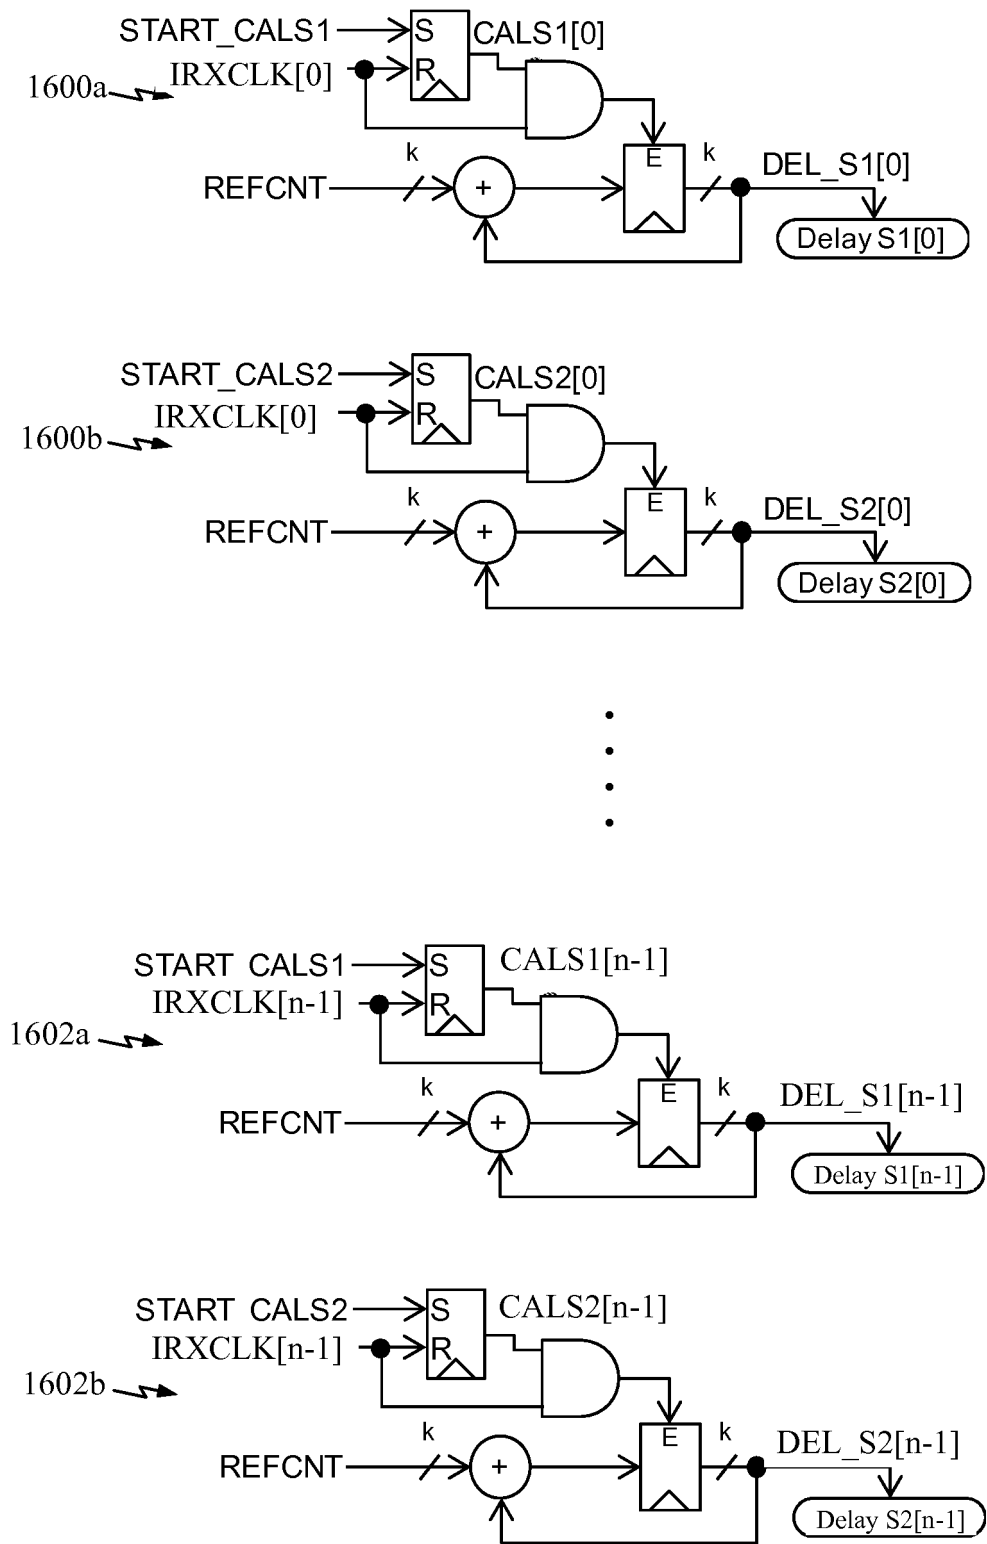 START_CALS1
S
CALS1[0]
IRXCLK[0]
R
1600a
E
k
k
REFCNT
+
DEL_S1[0]
Delay S1[0]
START_CALS2
S
CALS2[0]
IRXCLK[0]
R
1600b
E
k
k
REFCNT
+
DEL_S2[0]
Delay S2[0]
START CALS1
S
CALS1[n-1]
IRXCLK[n-1]
R
1602a
E
k
k
REFCNT
+
DEL_S1[n-1]
Delay S1[n-1]
START CALS2
S
CALS2[n-1]
IRXCLK[n-1]
R
1602b
E
k
k
REFCNT
+
DEL_S2[n-1]
Delay S2[n-1]